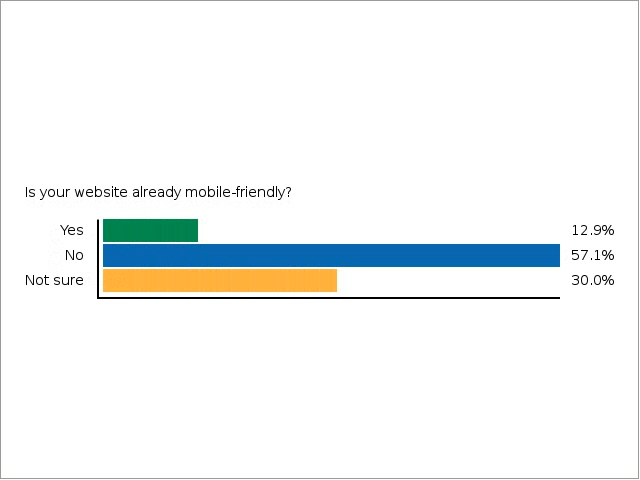 Is your website already mobile-friendly?
Yes 12.9%
No 57.1%
Not sure 30.0%